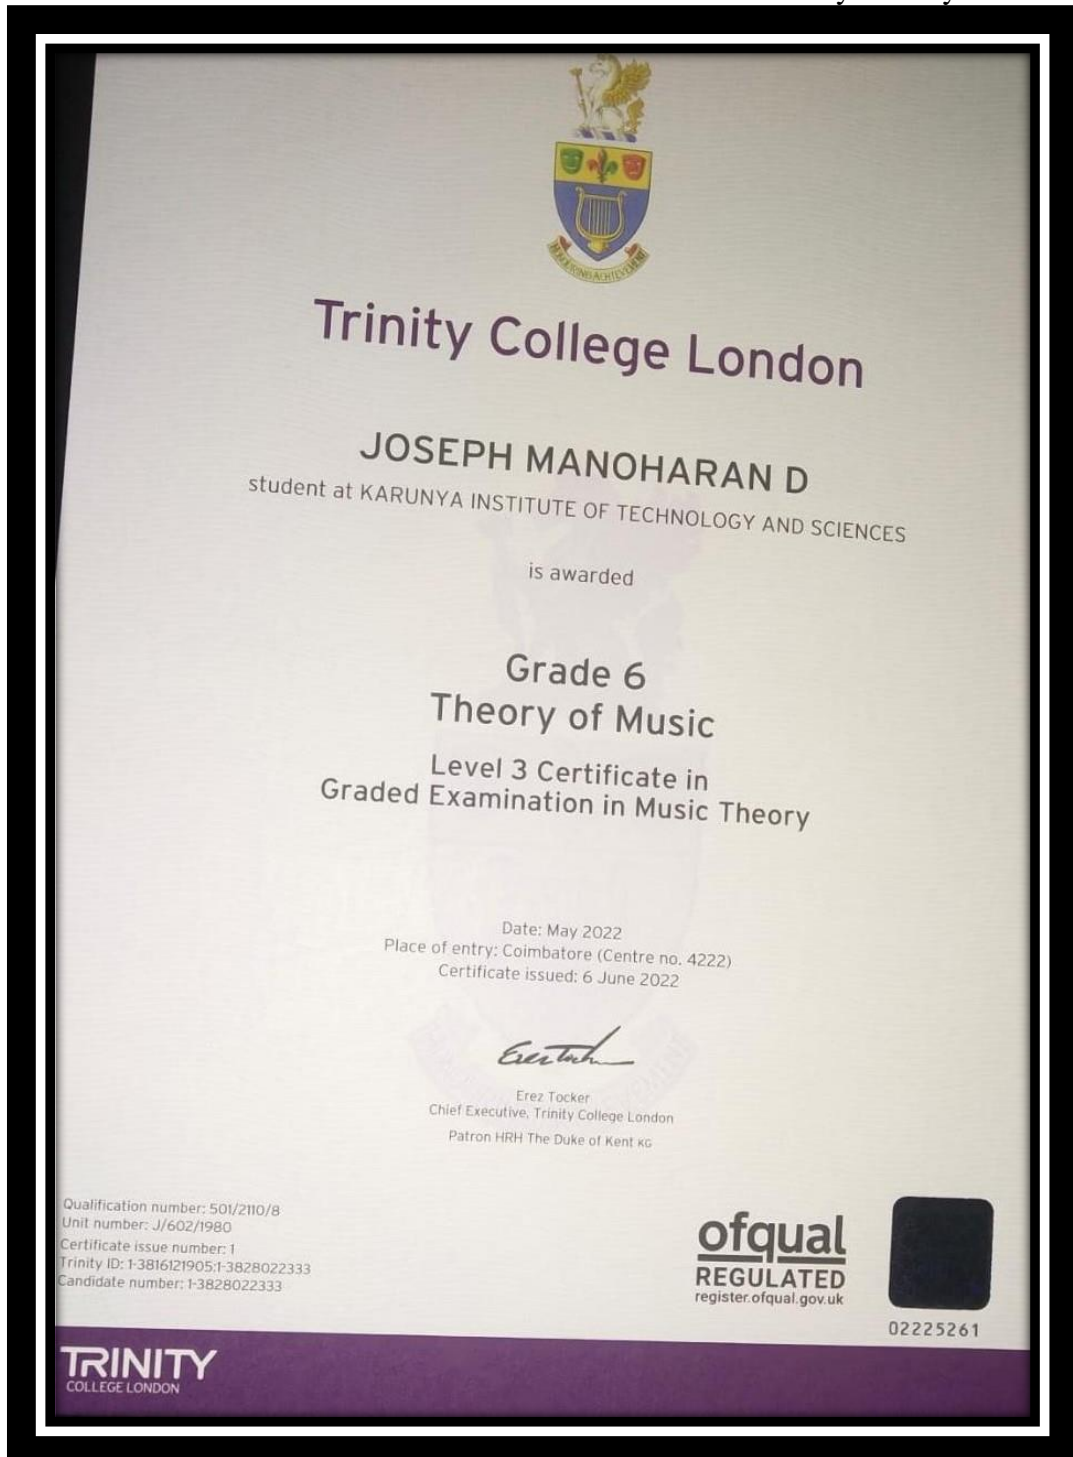 HONOURING ACHIEVEMENT
Trinity College London
JOSEPH MANOHARAN D
student at KARUNYA INSTITUTE OF TECHNOLOGY AND SCIENCES
is awarded
Grade 6
Theory of Music
Level 3 Certificate in
Graded Examination in Music Theory
Date: May 2022
Place of entry: Coimbatore (Centre no. 4222)
Certificate issued: 6 June 2022
Erez Tocker
Chief Executive, Trinity College London
Patron HRH The Duke of Kent KG
Qualification number: 501/2110/8
Unit number: J/602/1980
Certificate issue number: 1
Trinity ID: 1-3816121905:1-3828022333
Candidate number: 1-3828022333
ofqual
REGULATED
register.ofqual.gov.uk
02225261
TRINITY
COLLEGE LONDON